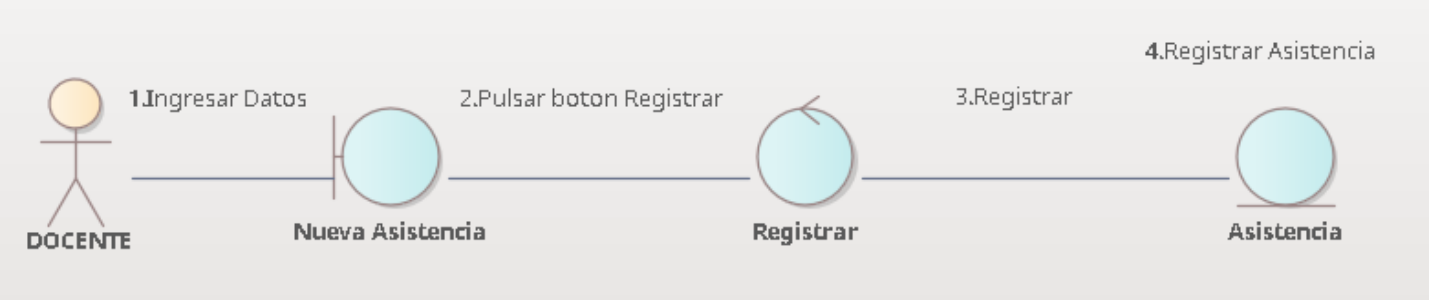 4.Registrar Asistencia
1.Ingresar Datos
2.Pulsar boton Registrar
3.Registrar
DOCENTE
Nueva Asistencia
Registrar
Asistencia